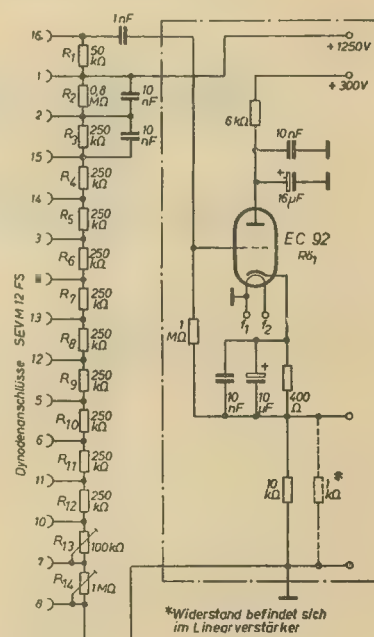 1nF
16
R1 50 kΩ
1
+1250V
R2 0,8 MΩ
10 nF
+300V
2
R3 250 kΩ
10 nF
6 kΩ
15
10nF
R4 250 kΩ
14
+
16µF
R5 250 kΩ
3
EC 92
Rö1
R6 250 kΩ
R7 250 kΩ
f1 f2
13
1 MΩ
R8 250 kΩ
12
+
R9 250 kΩ
10 nF
10 µF
400 Ω
5
R10 250 kΩ
6
R11 250 kΩ
*
10 kΩ
1 kΩ
11
R12 250 kΩ
10
R13 100kΩ
7
R14 1MΩ
8
Dynodenanschlüsse SEV M 12 FS
*Widerstand befindet sich
im Linearverstärker